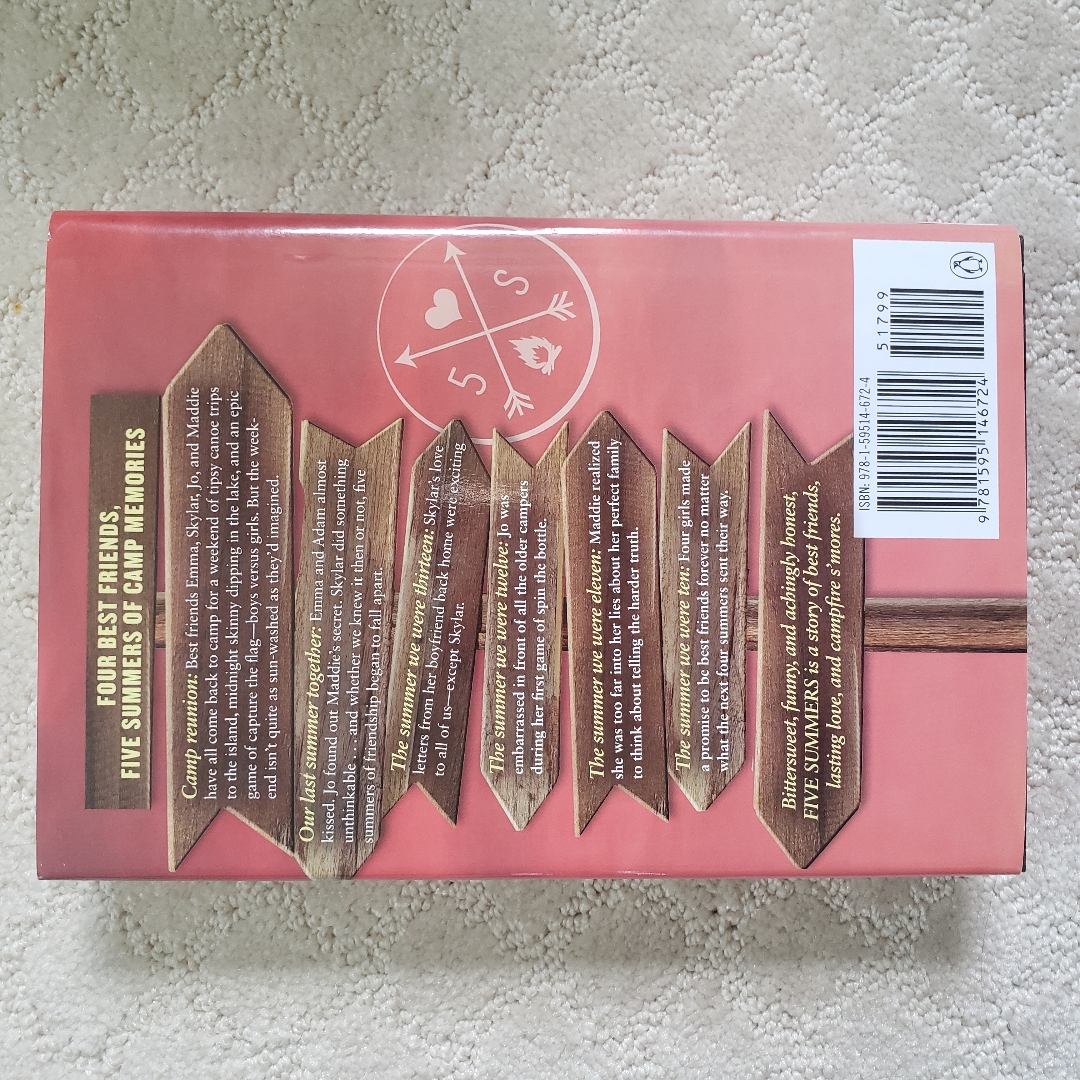 FOUR BEST FRIENDS,
FIVE SUMMERS OF CAMP MEMORIES
Camp reunion: Best friends Emma, Skylar, Jo, and Maddie
have all come back to camp for a weekend of tipsy canoe trips
to the island, midnight skinny dipping in the lake, and an epic
game of capture the flag—boys versus girls. But the week-
end isn't quite as sun-washed as they'd imagined.
Our last summer together: Emma and Adam almost
kissed. Jo found out Maddie's secret. Skylar did something
unthinkable . . . and whether we knew it then or not, five
summers of friendship began to fall apart.
The summer we were thirteen: Skylar's love
letters from her boyfriend back home were exciting
to all of us—except Skylar.
The summer we were twelve: Jo was
embarrassed in front of all the older campers
during her first game of spin the bottle.
The summer we were eleven: Maddie realized
she was too far into her lies about her perfect family
to think about telling the harder truth.
The summer we were ten: Four girls made
a promise to be best friends forever no matter
what the next four summers sent their way.
Bittersweet, funny, and achingly honest,
FIVE SUMMERS is a story of best friends,
lasting love, and campfire s'mores.
5 S
ISBN: 978-1-59514-672-4
51799
9 781595 146724